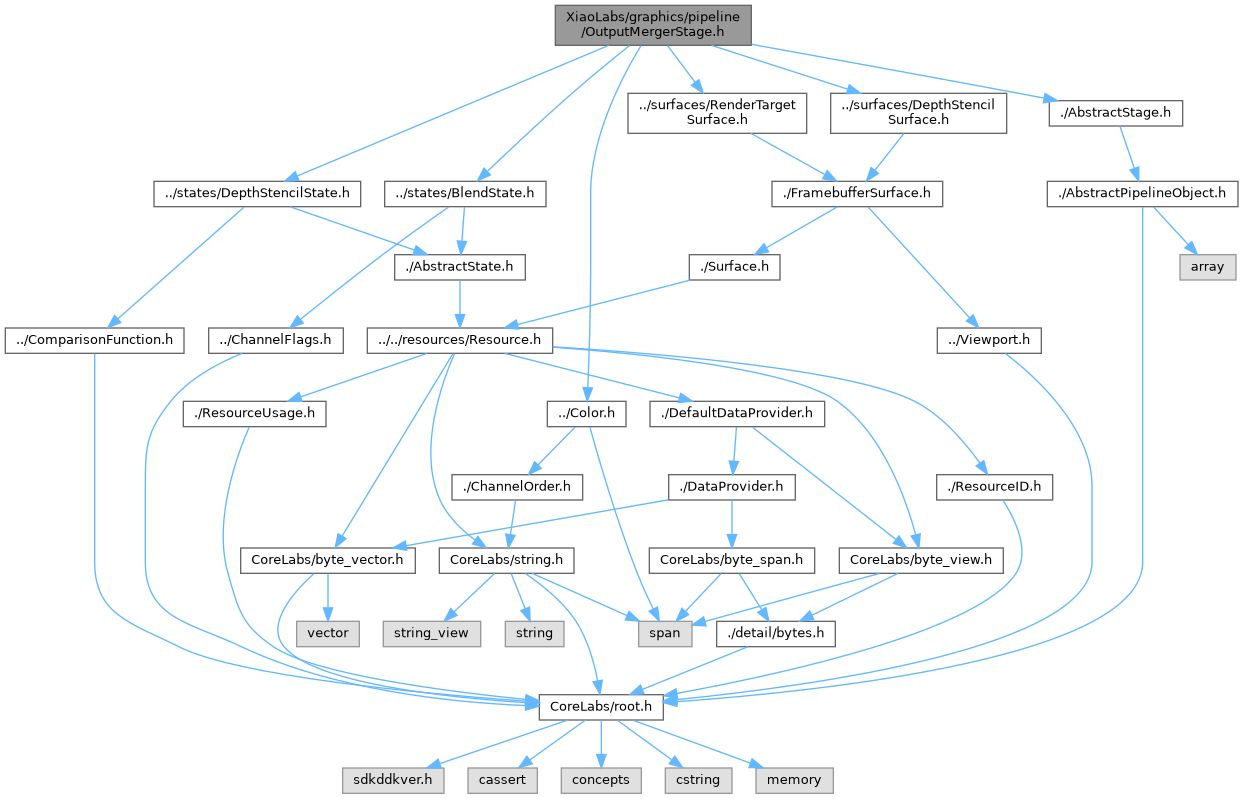 XiaoLabs/graphics/pipeline
/OutputMergerStage.h
../surfaces/RenderTarget
Surface.h
../surfaces/DepthStencil
Surface.h
./AbstractStage.h
../states/DepthStencilState.h
../states/BlendState.h
./FramebufferSurface.h
./AbstractPipelineObject.h
./AbstractState.h
./Surface.h
array
../ComparisonFunction.h
../ChannelFlags.h
../../resources/Resource.h
../Viewport.h
./ResourceUsage.h
../Color.h
./DefaultDataProvider.h
./ChannelOrder.h
./DataProvider.h
./ResourceID.h
CoreLabs/byte_vector.h
CoreLabs/string.h
CoreLabs/byte_span.h
CoreLabs/byte_view.h
vector
string_view
string
span
./detail/bytes.h
CoreLabs/root.h
sdkddkver.h
cassert
concepts
cstring
memory